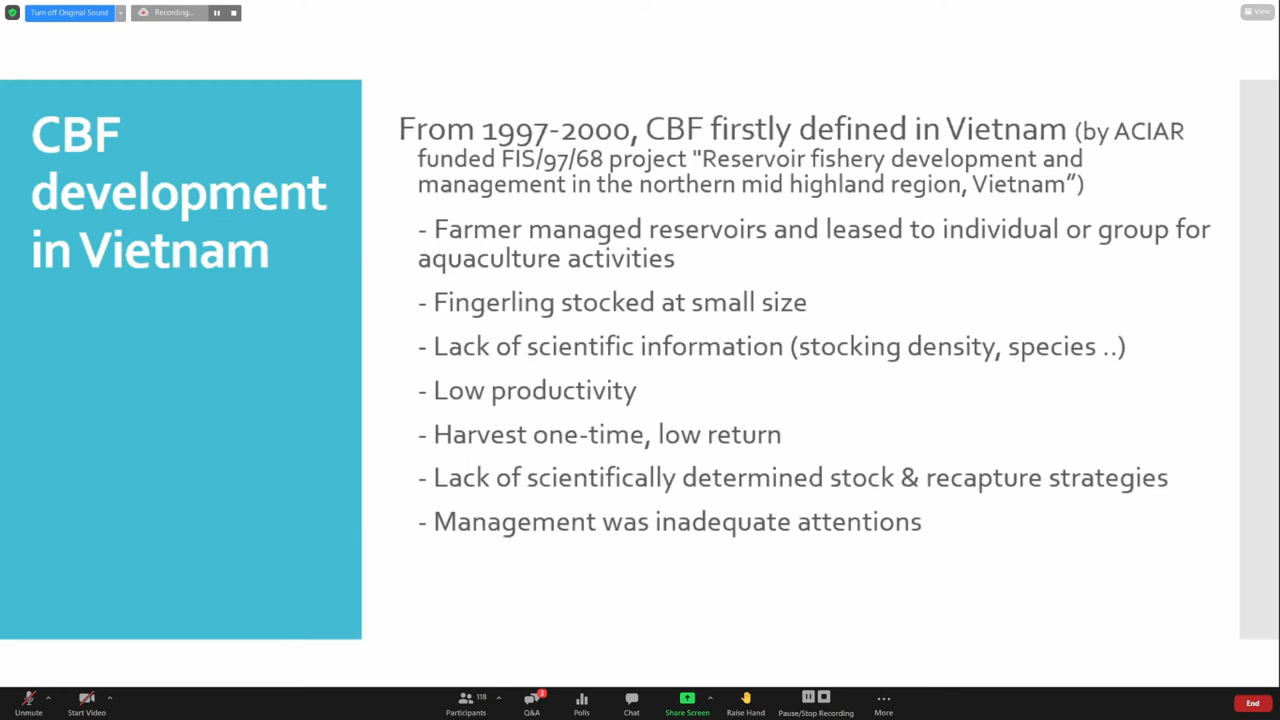 Turn off Original Sound
Recording...
View
CBF
development
in Vietnam
From 1997-2000, CBF firstly defined in Vietnam (by ACIAR
funded FIS/97/68 project "Reservoir fishery development and
management in the northern mid highland region, Vietnam”)
- Farmer managed reservoirs and leased to individual or group for
aquaculture activities
- Fingerling stocked at small size
- Lack of scientific information (stocking density, species ..)
- Low productivity
- Harvest one-time, low return
- Lack of scientifically determined stock & recapture strategies
- Management was inadequate attentions
Unmute
Start Video
Participants
118
Q&A
3
Polls
Chat
Share Screen
Raise Hand
Pause/Stop Recording
More
End